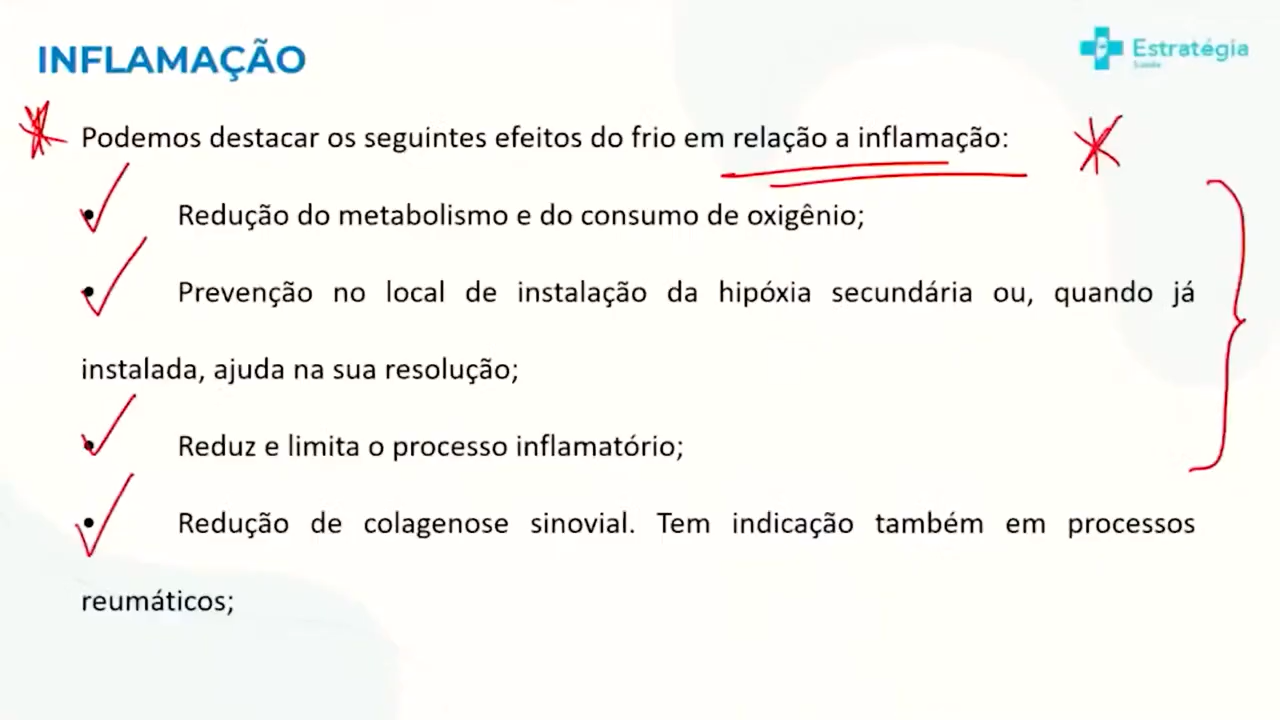 INFLAMAÇÃO
Estratégia
Saúde
Podemos destacar os seguintes efeitos do frio em relação a inflamação:
• Redução do metabolismo e do consumo de oxigênio;
• Prevenção no local de instalação da hipóxia secundária ou, quando já
instalada, ajuda na sua resolução;
• Reduz e limita o processo inflamatório;
• Redução de colagenose sinovial. Tem indicação também em processos
reumáticos;